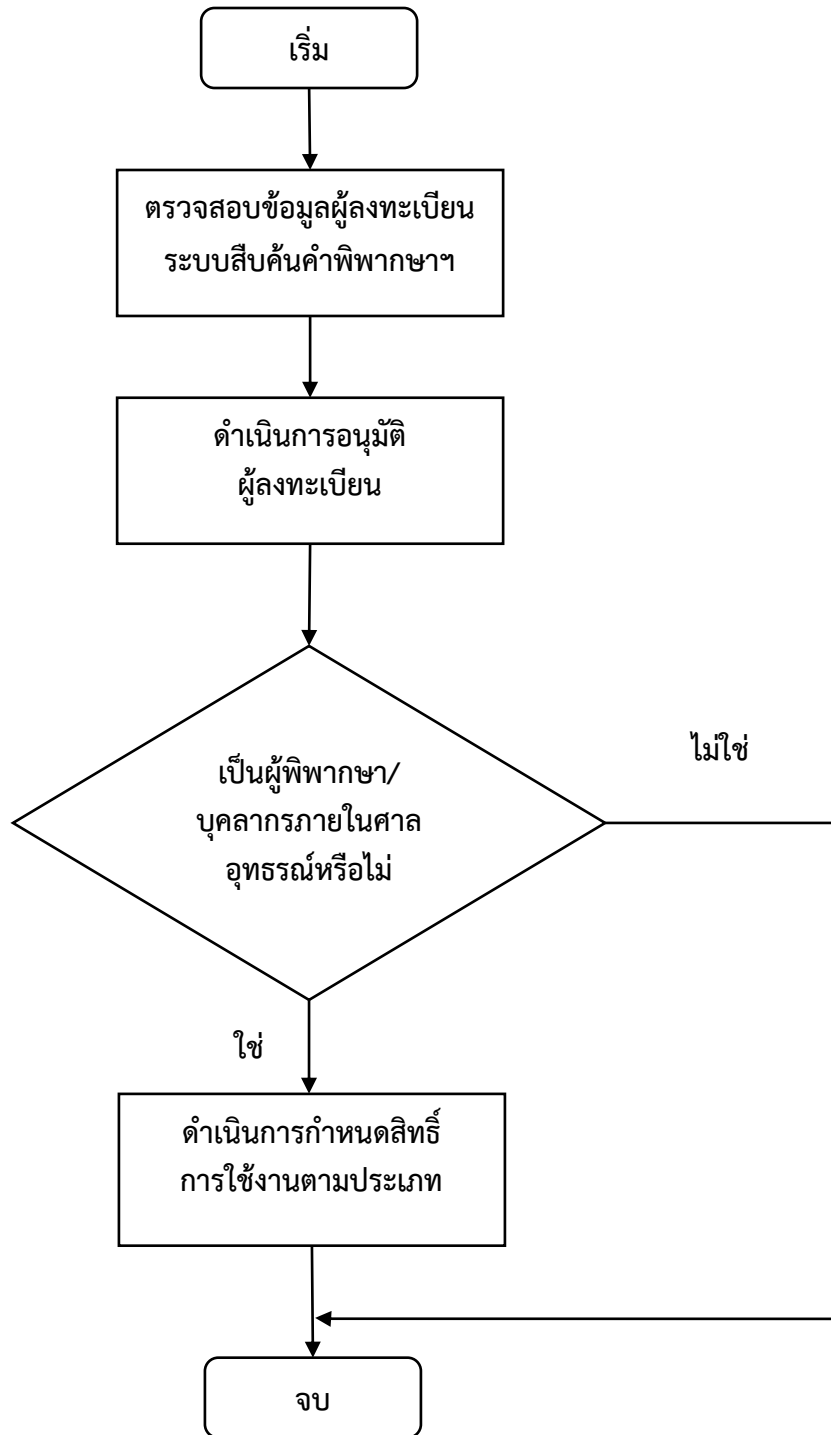 เริ่ม
ตรวจสอบข้อมูลผู้ลงทะเบียน
ระบบสืบค้นคำพิพากษาฯ
ดำเนินการอนุมัติ
ผู้ลงทะเบียน
เป็นผู้พิพากษา/
บุคลากรภายในศาล
อุทธรณ์หรือไม่
ไม่ใช่
ใช่
ดำเนินการกำหนดสิทธิ์
การใช้งานตามประเภท
จบ